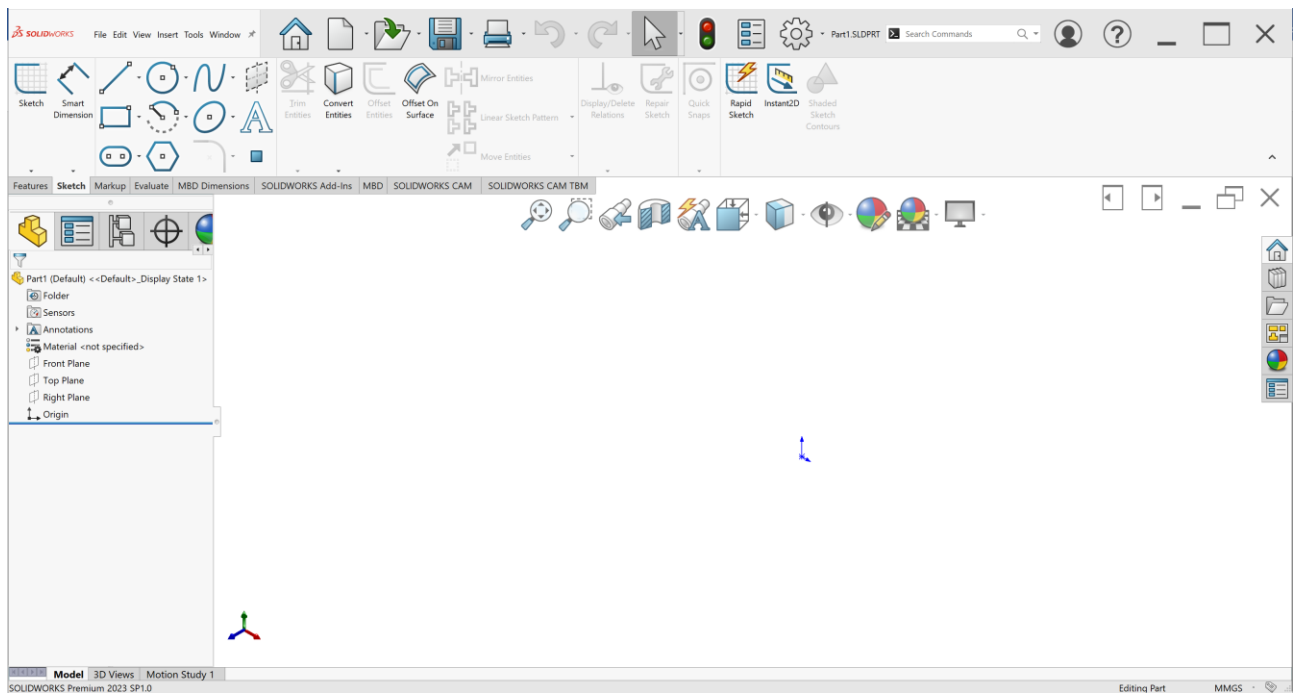 SOLIDWORKS File Edit View Insert Tools Window Part1.SLDPRT Search Commands ?
Sketch Smart Dimension Trim Entities Convert Entities Offset Entities Offset On Surface Mirror Entities Display/Delete Relations Repair Sketch Quick Snaps Rapid Sketch Instant2D Shaded Sketch Contours
Linear Sketch Pattern
Move Entities
Features Sketch Markup Evaluate MBD Dimensions SOLIDWORKS Add-Ins MBD SOLIDWORKS CAM SOLIDWORKS CAM TBM
Part1 (Default) <<Default>_Display State 1>
Folder
Sensors
Annotations
Material <not specified>
Front Plane
Top Plane
Right Plane
Origin
Model 3D Views Motion Study 1
SOLIDWORKS Premium 2023 SP1.0 Editing Part MMGS